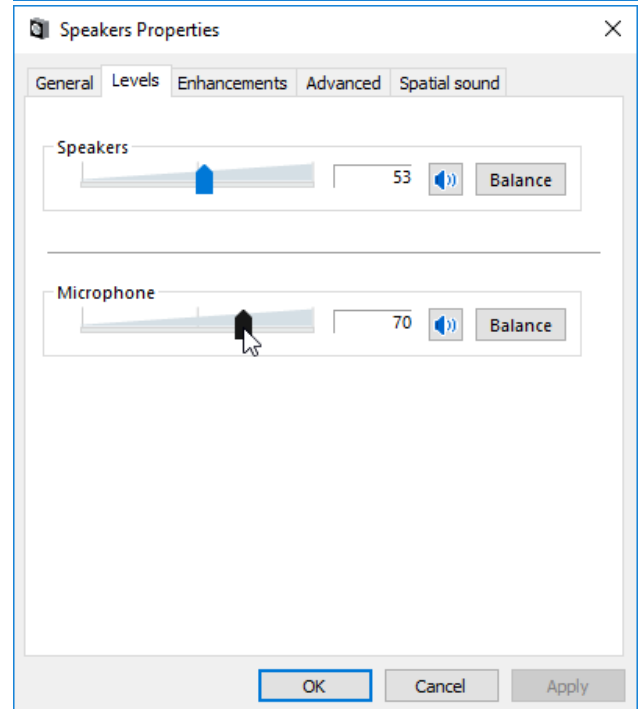 Speakers Properties
General Levels Enhancements Advanced Spatial sound
Speakers
53 Balance
Microphone
70 Balance
OK Cancel Apply